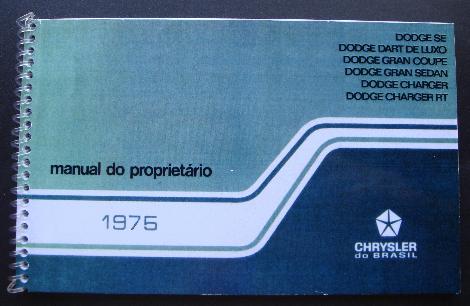 DODGE SE
DODGE DART DE LUXO
DODGE GRAN COUPE
DODGE GRAN SEDAN
DODGE CHARGER
DODGE CHARGER RT
manual do proprietário
1975
CHRYSLER
do BRASIL